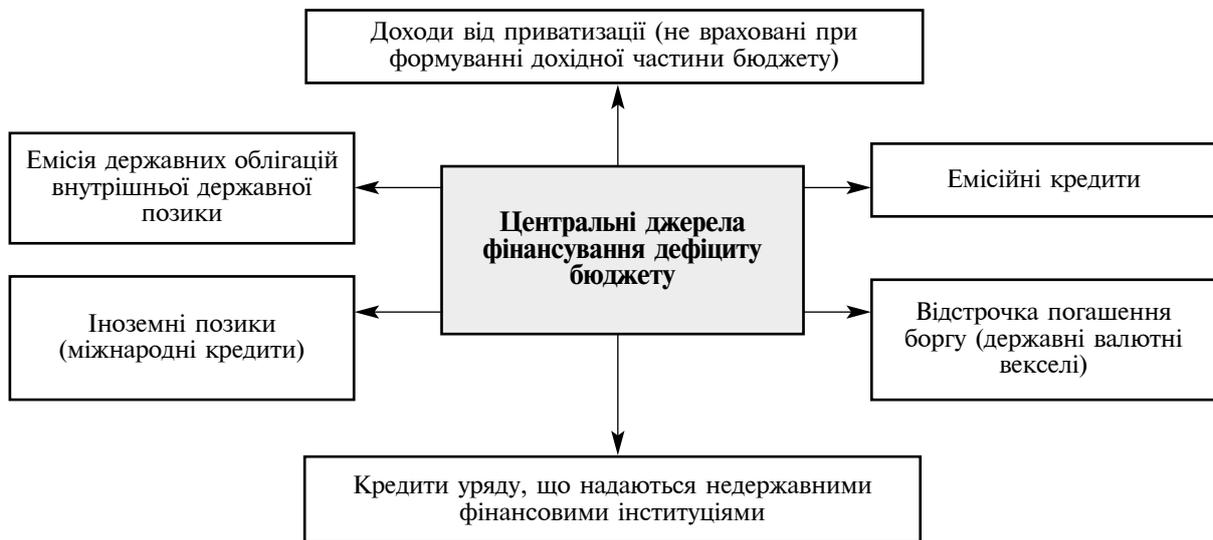 Доходи від приватизації (не враховані при
формуванні дохідної частини бюджету)
Емісія державних облігацій
внутрішньої державної
позики
Емісійні кредити
Центральні джерела
фінансування дефіциту
бюджету
Іноземні позики
(міжнародні кредити)
Відстрочка погашення
боргу (державні валютні
векселі)
Кредити уряду, що надаються недержавними
фінансовими інституціями